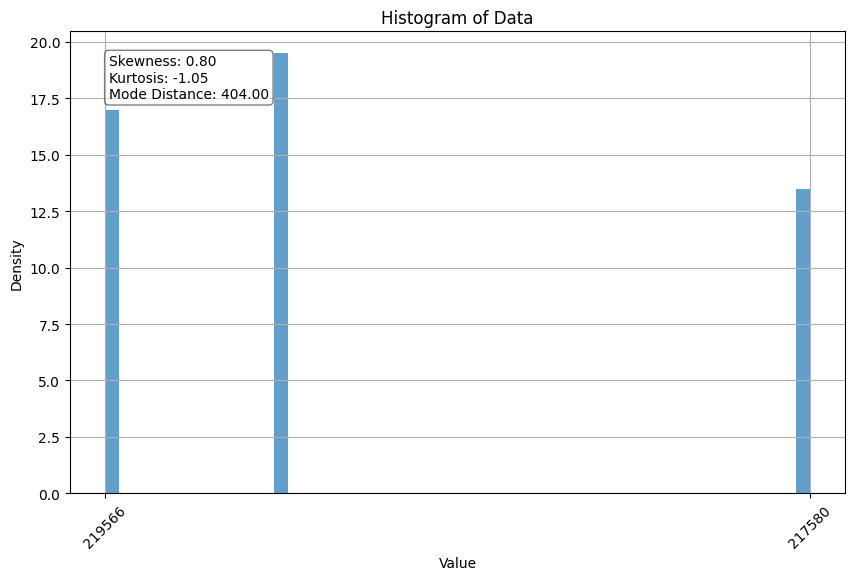 Histogram of Data
Skewness: 0.80
Kurtosis: -1.05
Mode Distance: 404.00
20.0
17.5
15.0
12.5
10.0
7.5
5.0
2.5
0.0
Density
219566
217580
Value